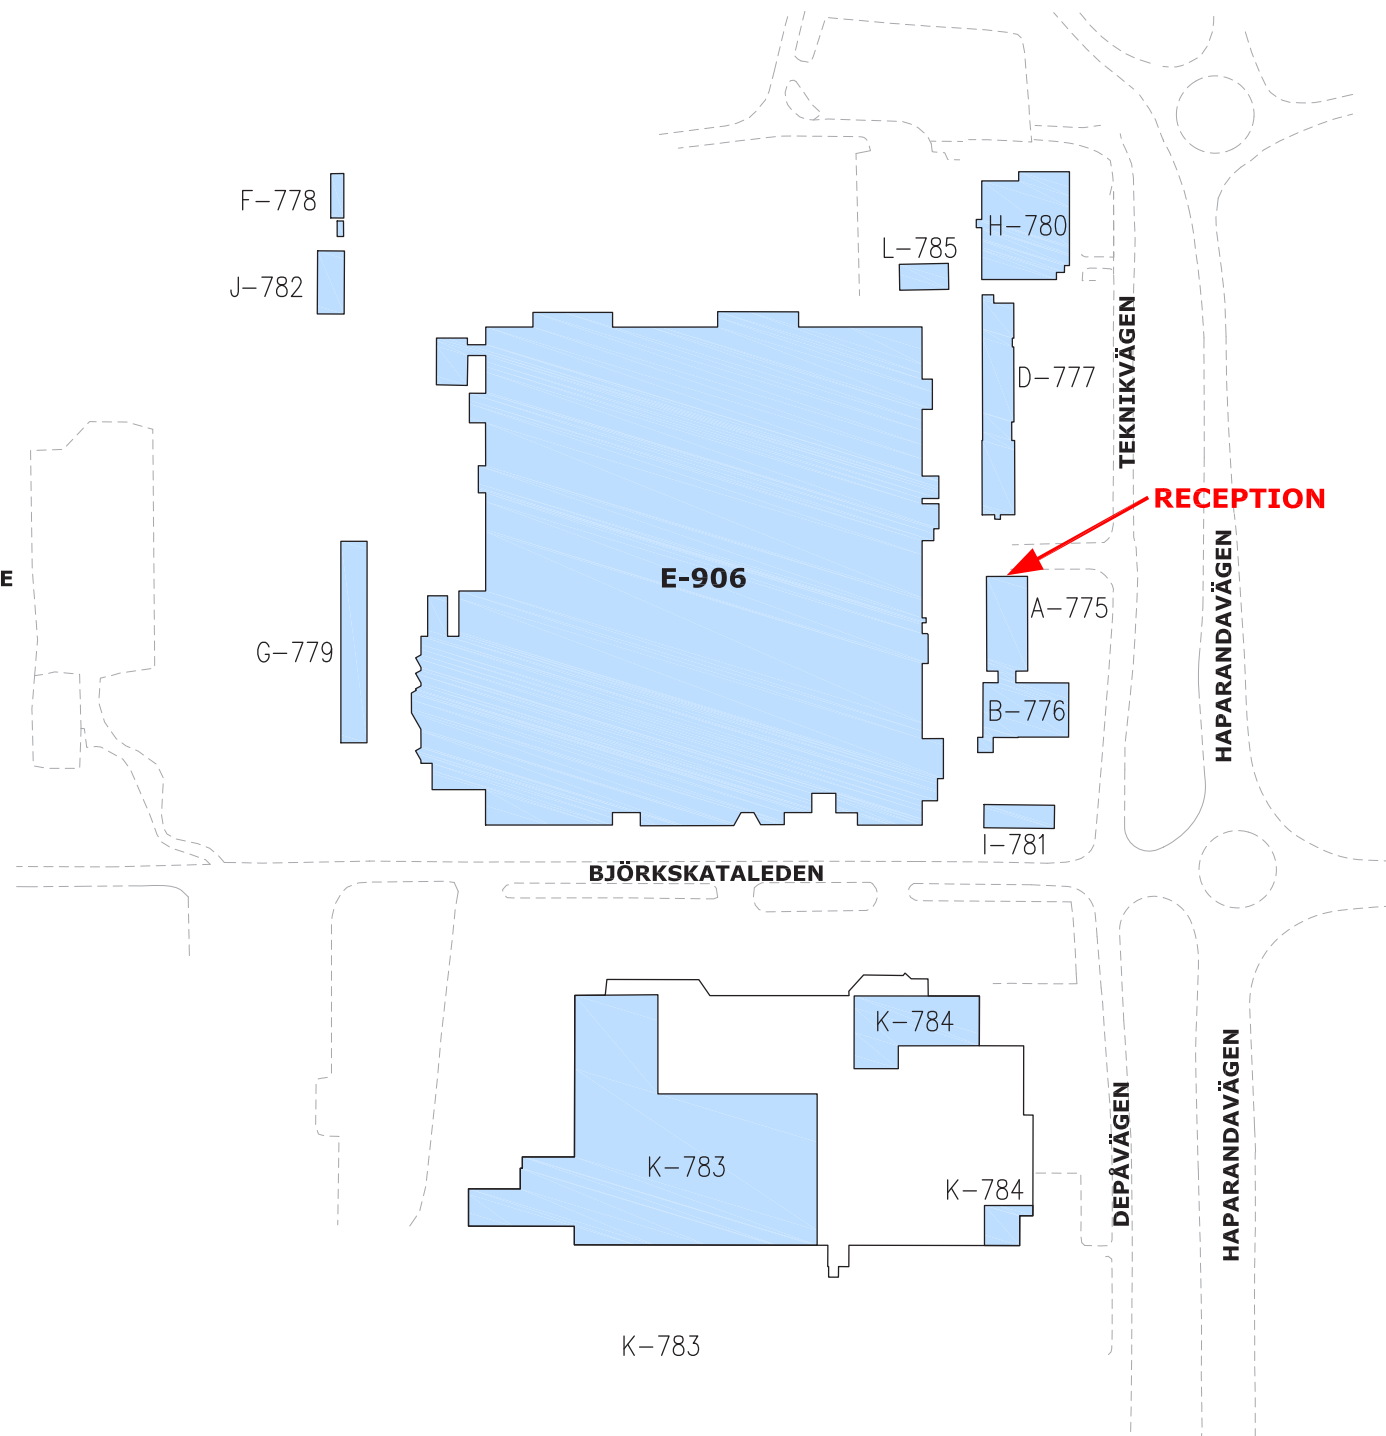 F-778
H-780
L-785
J-782
TEKNIKVÄGEN
D-777
RECEPTION
E
E-906
HAPARANDAVÄGEN
A-775
G-779
B-776
I-781
BJÖRKSKATALEDEN
K-784
DEPÅVÄGEN
HAPARANDAVÄGEN
K-783
K-784
K-783